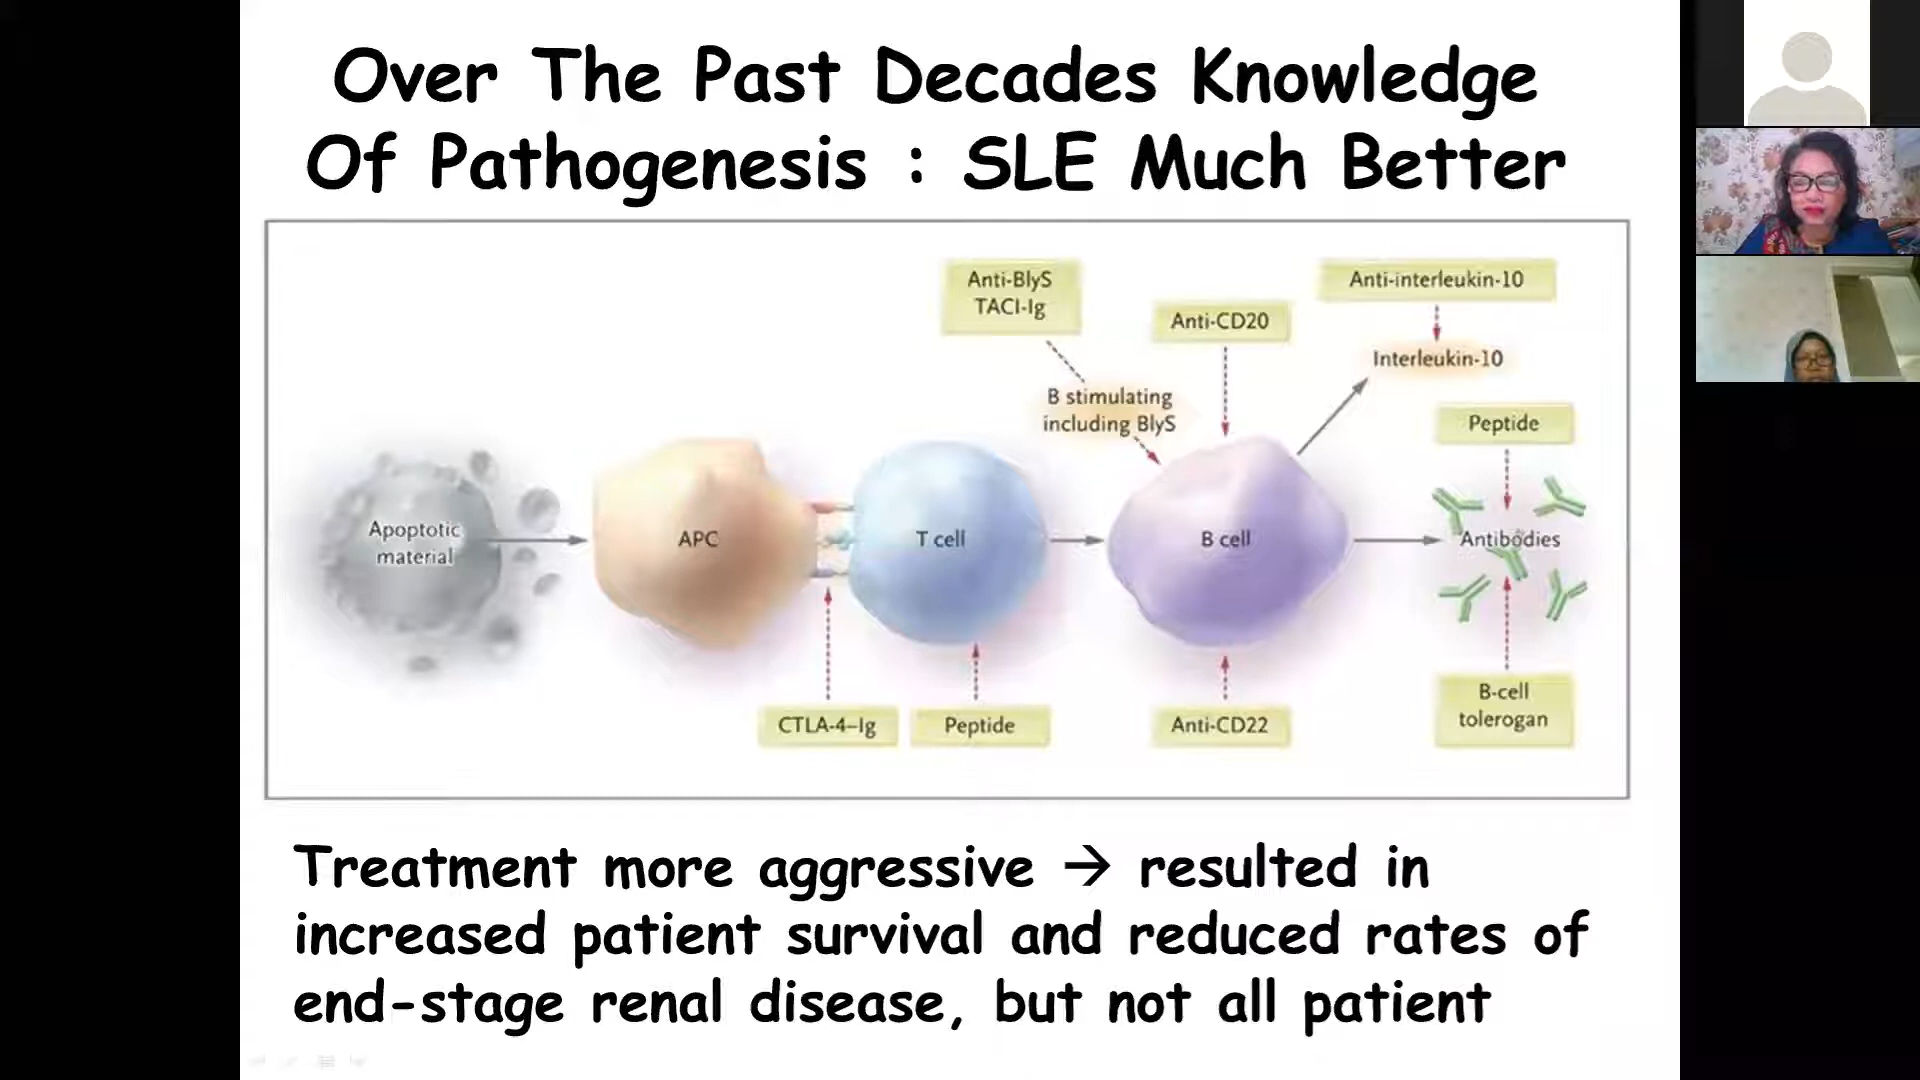 Over The Past Decades Knowledge
Of Pathogenesis : SLE Much Better
Anti-BlyS
TACI-Ig
Anti-CD20
Anti-interleukin-10
Interleukin-10
B stimulating
including BlyS
Peptide
Apoptotic
material
APC
T cell
B cell
Antibodies
CTLA-4–Ig
Peptide
Anti-CD22
B-cell
tolerogan
Treatment more aggressive → resulted in
increased patient survival and reduced rates of
end-stage renal disease, but not all patient